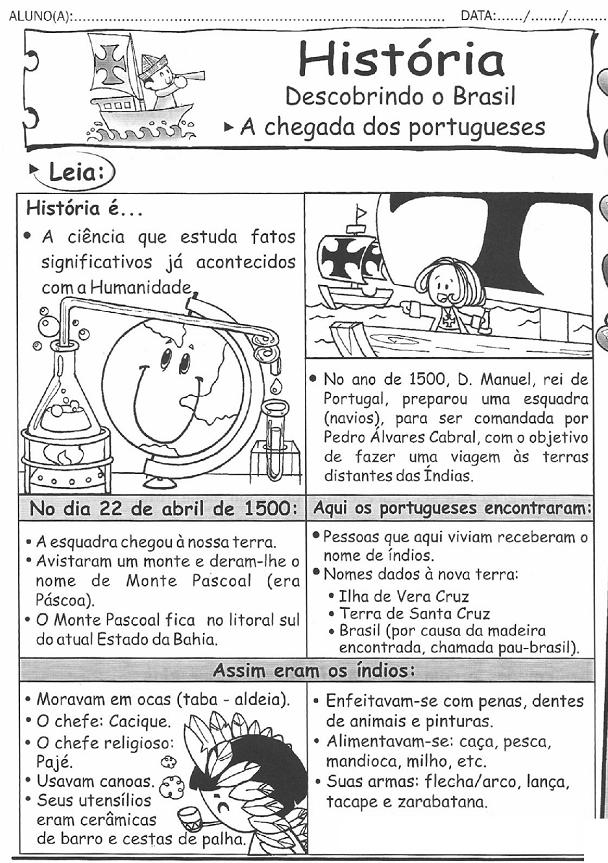 ALUNO(A):.................................................................................... DATA:....../......./........
História
Descobrindo o Brasil
▸ A chegada dos portugueses
▸ Leia:
História é...
• A ciência que estuda fatos
significativos já acontecidos
com a Humanidade
• No ano de 1500, D. Manuel, rei de
Portugal, preparou uma esquadra
(navios), para ser comandada por
Pedro Álvares Cabral, com o objetivo
de fazer uma viagem às terras
distantes das Índias.
No dia 22 de abril de 1500:
• A esquadra chegou à nossa terra.
• Avistaram um monte e deram-lhe o
nome de Monte Pascoal (era
Páscoa).
• O Monte Pascoal fica no litoral sul
do atual Estado da Bahia.
Aqui os portugueses encontraram:
• Pessoas que aqui viviam receberam o
nome de índios.
• Nomes dados à nova terra:
• Ilha de Vera Cruz
• Terra de Santa Cruz
• Brasil (por causa da madeira
encontrada, chamada pau-brasil).
Assim eram os índios:
• Moravam em ocas (taba - aldeia).
• O chefe: Cacique.
• O chefe religioso:
Pajé.
• Usavam canoas.
• Seus utensílios
eram cerâmicas
de barro e cestas de palha.
• Enfeitavam-se com penas, dentes
de animais e pinturas.
• Alimentavam-se: caça, pesca,
mandioca, milho, etc.
• Suas armas: flecha/arco, lança,
tacape e zarabatana.